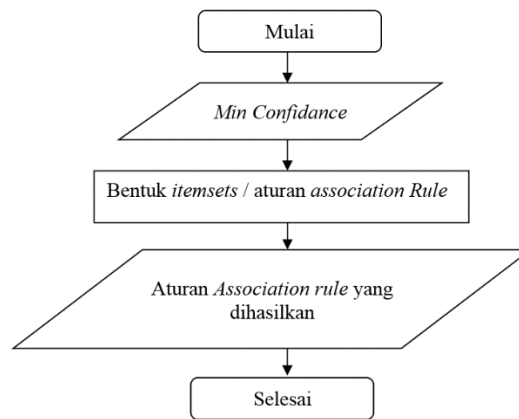 Mulai
Min Confidance
Bentuk itemsets / aturan association Rule
Aturan Association rule yang
dihasilkan
Selesai